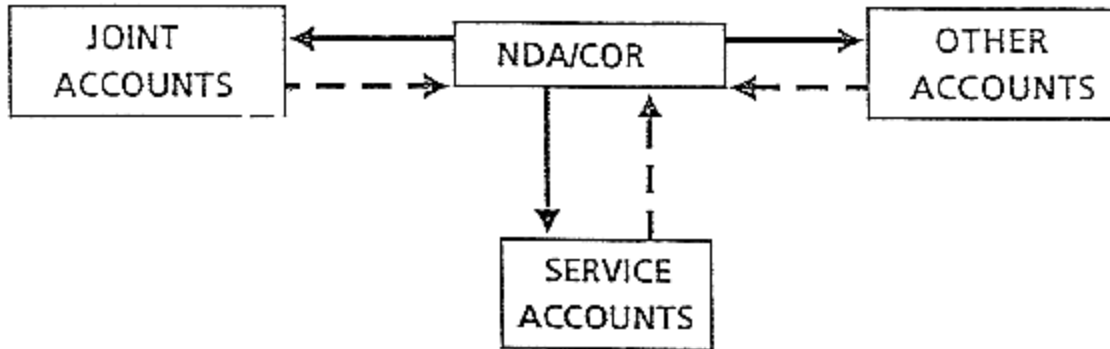 JOINT
ACCOUNTS
NDA/COR
OTHER
ACCOUNTS
SERVICE
ACCOUNTS